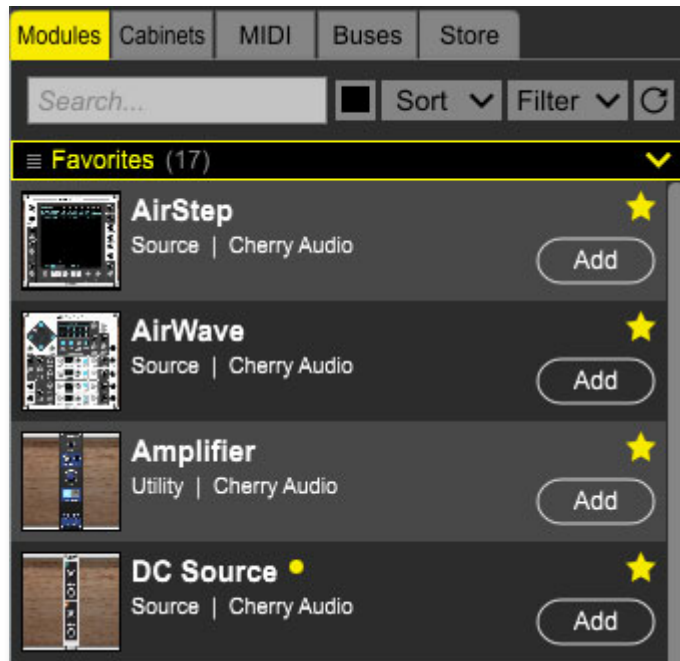 Modules Cabinets MIDI Buses Store
Search... Sort Filter
Favorites (17)
AirStep
Source | Cherry Audio
Add
AirWave
Source | Cherry Audio
Add
Amplifier
Utility | Cherry Audio
Add
DC Source
Source | Cherry Audio
Add